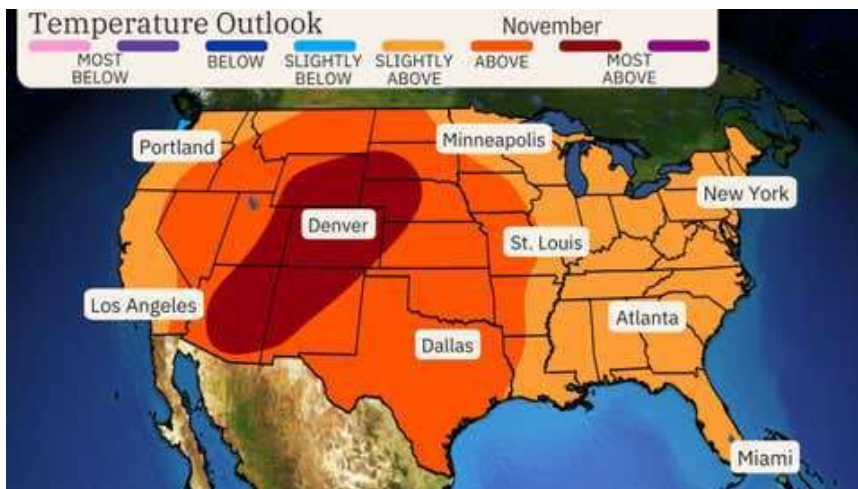 Temperature Outlook
November
MOST BELOW
BELOW
SLIGHTLY BELOW
SLIGHTLY ABOVE
ABOVE
MOST ABOVE
Portland
Minneapolis
New York
Denver
St. Louis
Los Angeles
Atlanta
Dallas
Miami